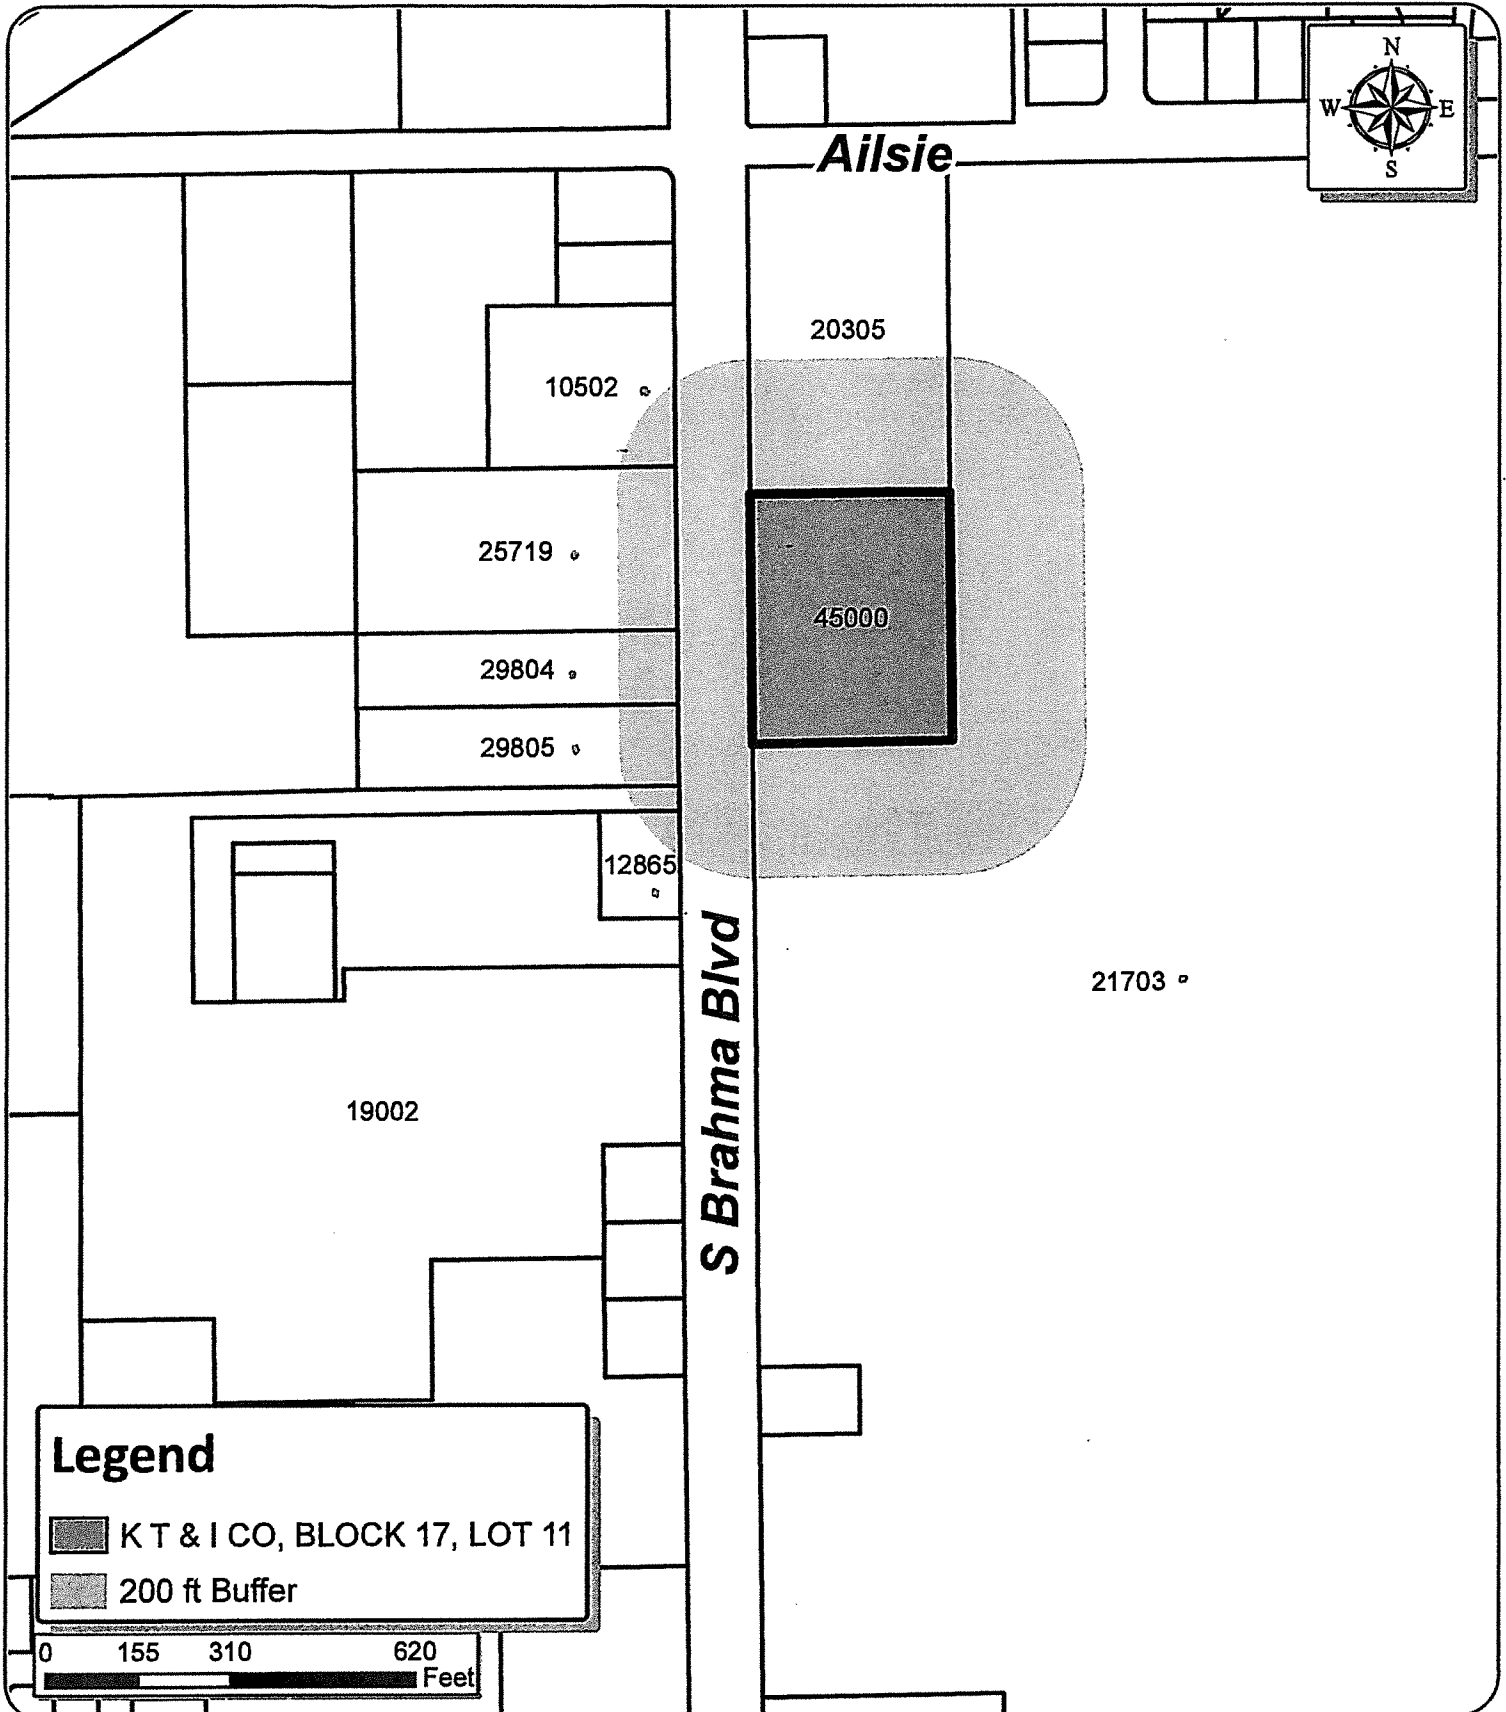 N
W E
S
Ailsie
20305
10502
25719
45000
29804
29805
12865
S Brahma Blvd
21703
19002
Legend
K T & I CO, BLOCK 17, LOT 11
200 ft Buffer
0 155 310 620
Feet